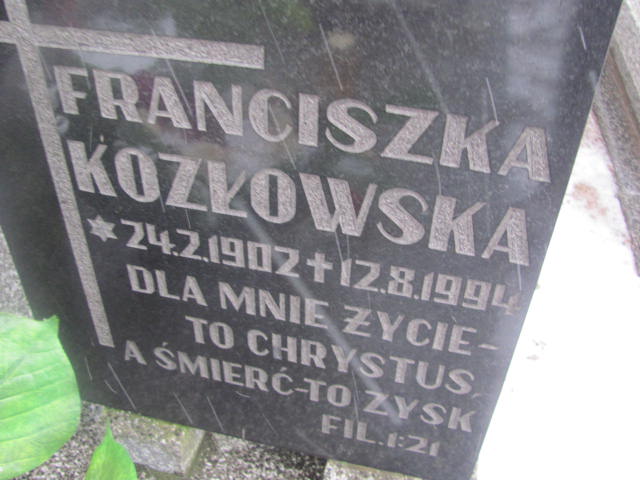 FRANCISZKA
KOZŁOWSKA
*24.2.1902 ✝ 12.8.1994
DLA MNIE ŻYCIE-
TO CHRYSTUS,
A ŚMIERĆ-TO ZYSK
FIL.1:21